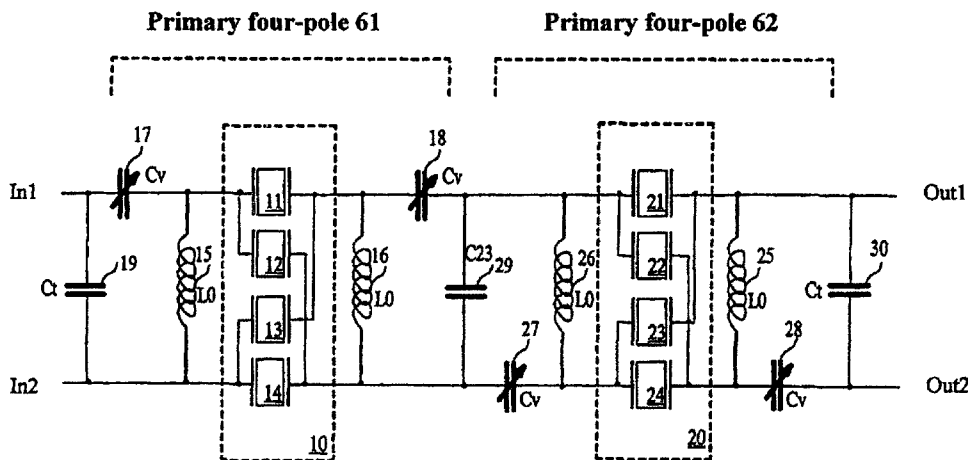 Primary four-pole 61
Primary four-pole 62
17
18
In1
Cv
11
Cv
21
Out1
12
22
19
15
16
C23
29
26
25
30
Ct
L0
L0
L0
L0
Ct
13
23
27
28
In2
14
Cv
24
Cv
Out2
10
20